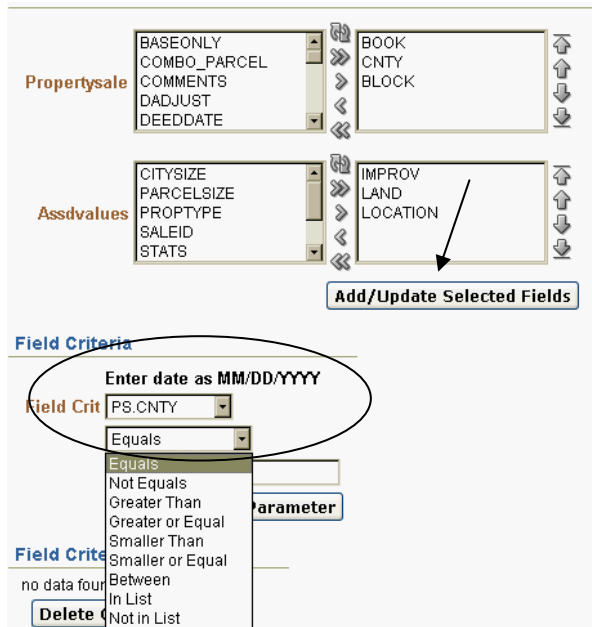 Propertysale
BASEONLY
COMBO_PARCEL
COMMENTS
DADJUST
DEEDDATE
BOOK
CNTY
BLOCK
Assdvalues
CITYSIZE
PARCELSIZE
PROPTYPE
SALEID
STATS
IMPROV
LAND
LOCATION
Add/Update Selected Fields
Field Criteria
Enter date as MM/DD/YYYY
Field Crit PS.CNTY
Equals
Equals
Not Equals
Greater Than
Greater or Equal
Smaller Than
Smaller or Equal
Between
In List
Not in List
Parameter
Field Crite
no data four
Delete